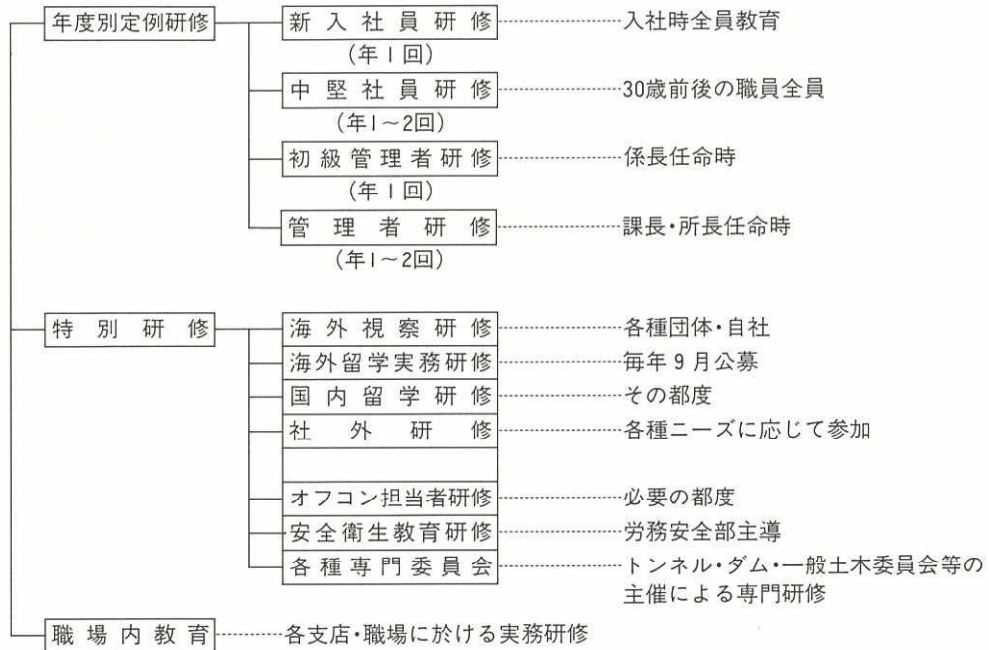 年度別定例研修 新入社員研修 入社時全員教育
(年1回)
中堅社員研修 30歳前後の職員全員
(年1～2回)
初級管理者研修 係長任命時
(年1回)
管理者研修 課長・所長任命時
(年1～2回)
特別研修 海外視察研修 各種団体・自社
海外留学実務研修 毎年9月公募
国内留学研修 その都度
社外研修 各種ニーズに応じて参加
オフコン担当者研修 必要の都度
安全衛生教育研修 労務安全部主導
各種専門委員会 トンネル・ダム・一般土木委員会等の
主催による専門研修
職場内教育 各支店・職場に於ける実務研修